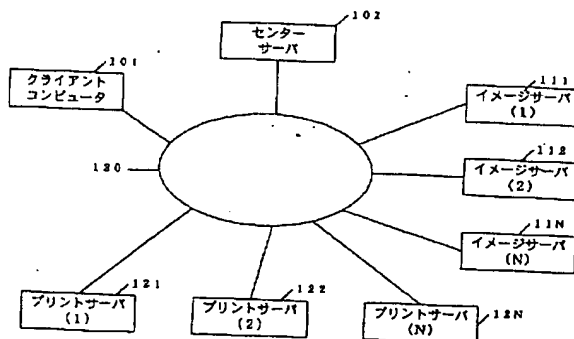 102
センター
サーバ
101
クライアント
コンピュータ
111
イメージサーバ
(1)
112
イメージサーバ
(2)
130
11N
イメージサーバ
(N)
121
プリントサーバ
(1)
122
プリントサーバ
(2)
プリントサーバ
(N)
12N